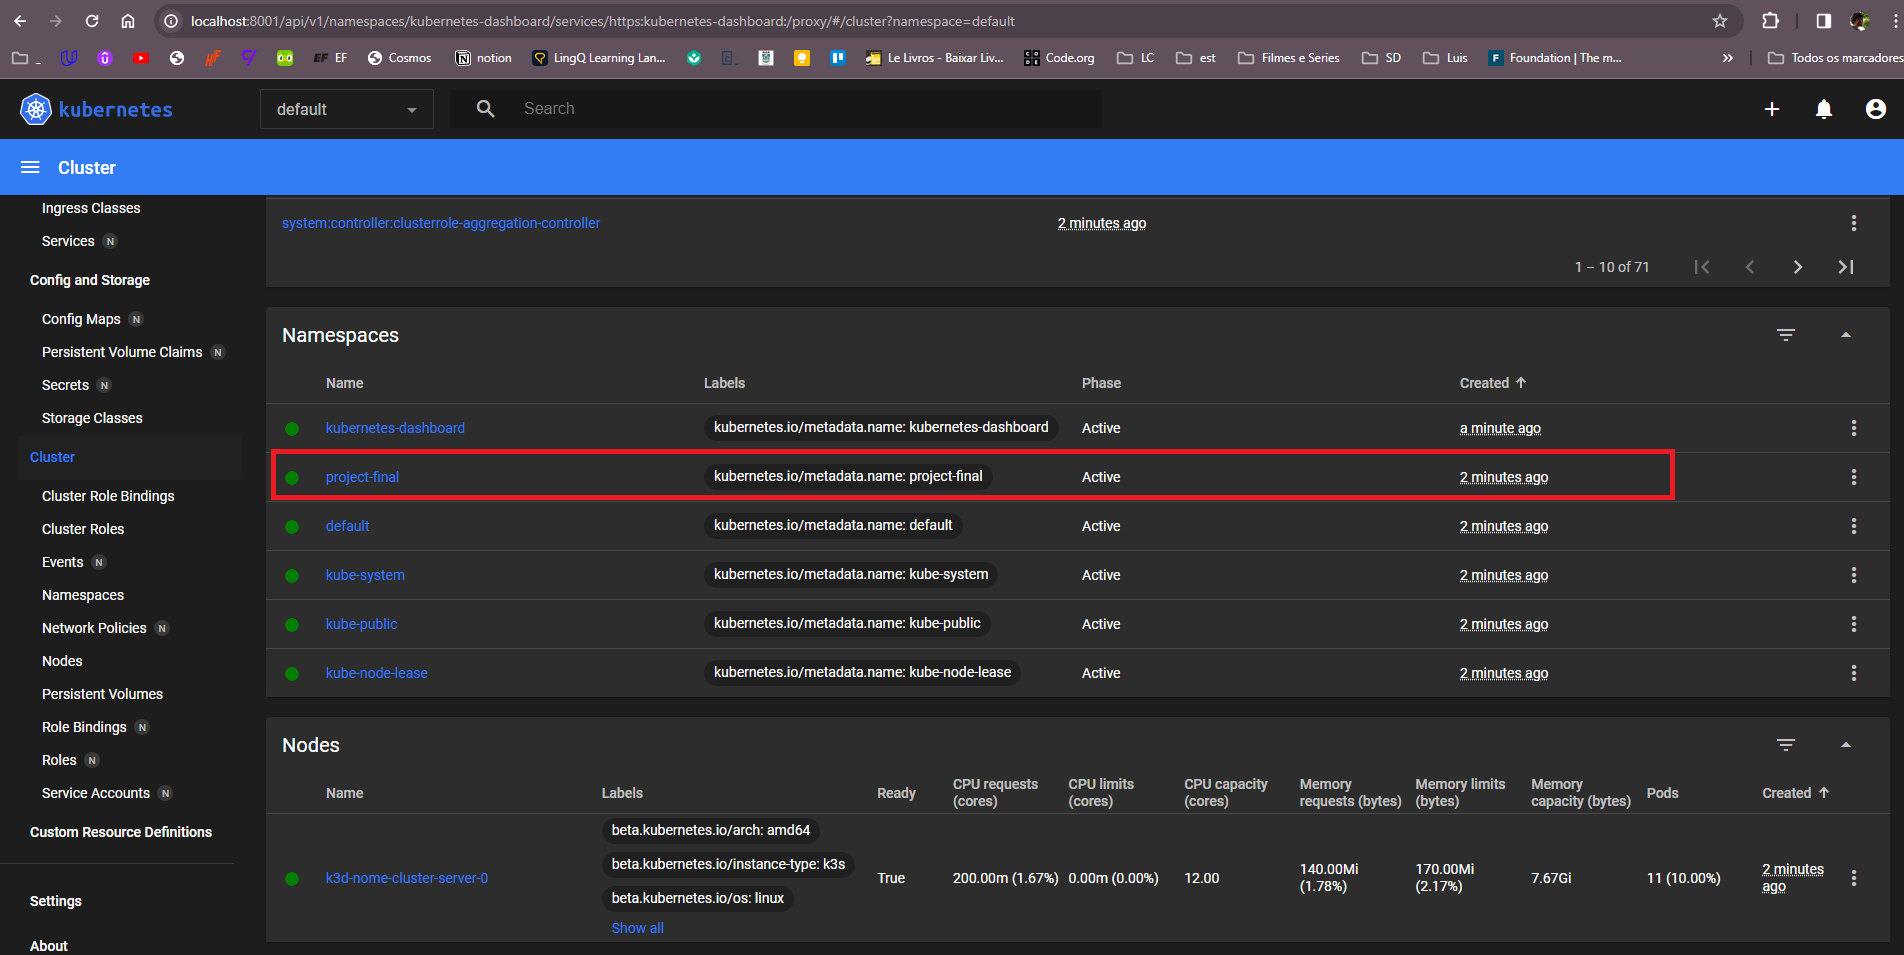 localhost:8001/api/v1/namespaces/kubernetes-dashboard/services/https:kubernetes-dashboard:/proxy/#/cluster?namespace=default
EF EF Cosmos notion LingQ Learning Lan... Le Livros - Baixar Liv... Code.org LC est Filmes e Series SD Luis F Foundation | The m... » Todos os marcadores
kubernetes default Search
Cluster
Ingress Classes
Services N
Config and Storage
Config Maps N
Persistent Volume Claims N
Secrets N
Storage Classes
Cluster
Cluster Role Bindings
Cluster Roles
Events N
Namespaces
Network Policies N
Nodes
Persistent Volumes
Role Bindings N
Roles N
Service Accounts N
Custom Resource Definitions
Settings
About
system:controller:clusterrole-aggregation-controller 2 minutes ago
1 – 10 of 71
Namespaces
Name Labels Phase Created
kubernetes-dashboard kubernetes.io/metadata.name: kubernetes-dashboard Active a minute ago
project-final kubernetes.io/metadata.name: project-final Active 2 minutes ago
default kubernetes.io/metadata.name: default Active 2 minutes ago
kube-system kubernetes.io/metadata.name: kube-system Active 2 minutes ago
kube-public kubernetes.io/metadata.name: kube-public Active 2 minutes ago
kube-node-lease kubernetes.io/metadata.name: kube-node-lease Active 2 minutes ago
Nodes
Name Labels Ready CPU requests (cores) CPU limits (cores) CPU capacity (cores) Memory requests (bytes) Memory limits (bytes) Memory capacity (bytes) Pods Created
beta.kubernetes.io/arch: amd64
beta.kubernetes.io/instance-type: k3s
k3d-nome-cluster-server-0 True 200.00m (1.67%) 0.00m (0.00%) 12.00 140.00Mi (1.78%) 170.00Mi (2.17%) 7.67Gi 11 (10.00%) 2 minutes ago
beta.kubernetes.io/os: linux
Show all